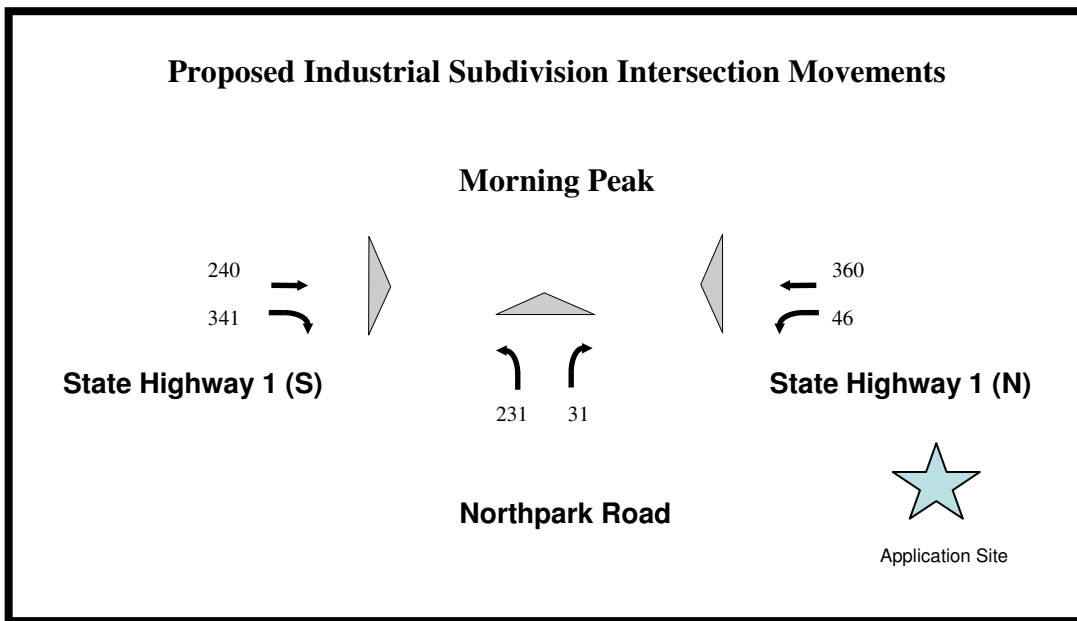 Proposed Industrial Subdivision Intersection Movements
Morning Peak
240
360
341
46
State Highway 1 (S)
State Highway 1 (N)
231
31
Northpark Road
Application Site